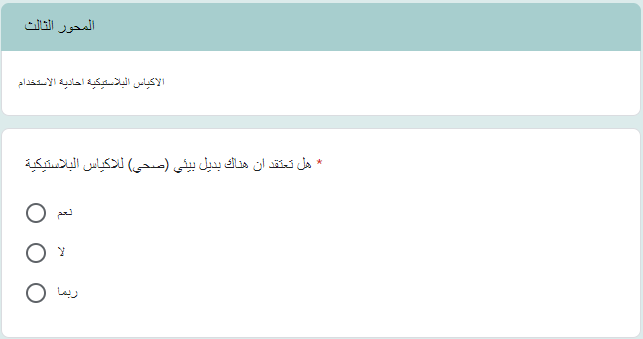 المحور الثالث
الاكياس البلاستيكية احادية الاستخدام
هل تعتقد ان هناك بديل بيئي (صحي) للاكياس البلاستيكية *
نعم
لا
ربما